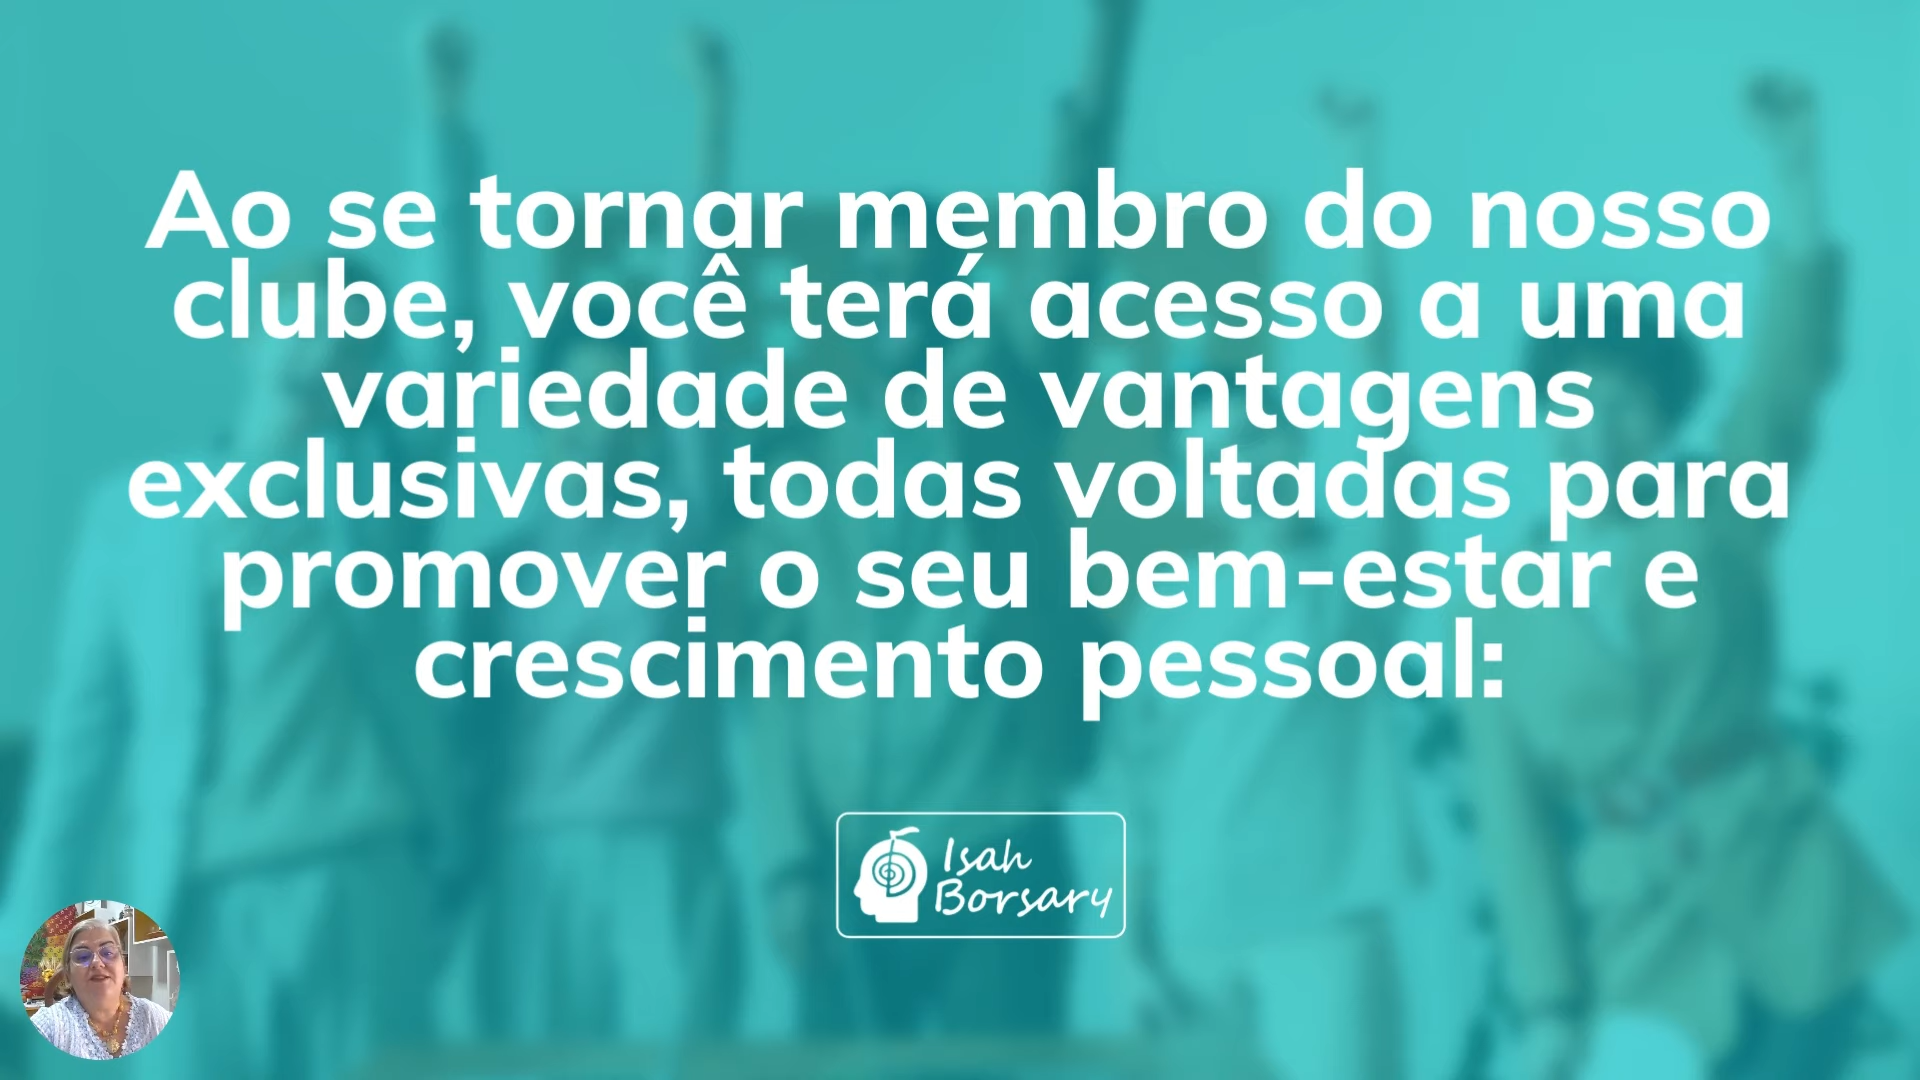 Ao se tornar membro do nosso
clube, você terá acesso a uma
variedade de vantagens
exclusivas, todas voltadas para
promover o seu bem-estar e
crescimento pessoal:
Isah
Borsary